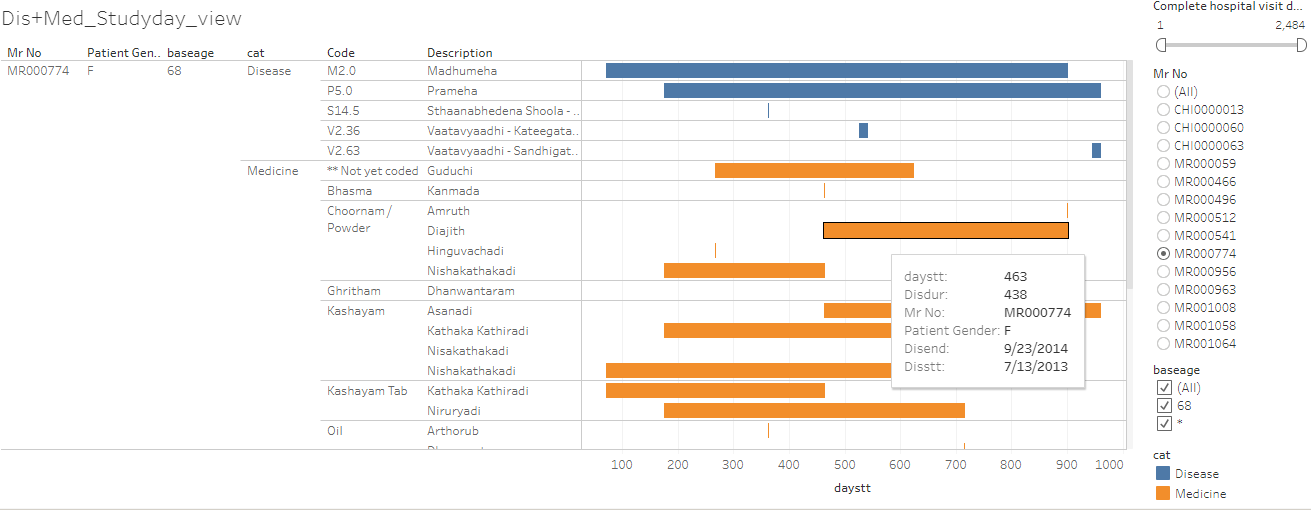 Dis+Med_Studyday_view
Mr No Patient Gen.. baseage cat Code Description
MR000774 F 68 Disease M2.0 Madhumeha
P5.0 Prameha
S14.5 Sthaanabhedena Shoola - ..
V2.36 Vaatavyaadhi - Kateegata..
V2.63 Vaatavyaadhi - Sandhigat..
Medicine ** Not yet coded Guduchi
Bhasma Kanmada
Choornam / Powder Amruth
Diajith
Hinguvachadi
Nishakathakadi
Ghritham Dhanwantaram
Kashayam Asanadi
Kathaka Kathiradi
Nisakathakadi
Nishakathakadi
Kashayam Tab Kathaka Kathiradi
Niruryadi
Oil Arthorub
100 200 300 400 500 600 700 800 900 1000
daystt
daystt: 463
Disdur: 438
Mr No: MR000774
Patient Gender: F
Disend: 9/23/2014
Disstt: 7/13/2013
Complete hospital visit d...
1 2,484
Mr No
(All)
CHI0000013
CHI0000060
CHI0000063
MR000059
MR000466
MR000496
MR000512
MR000541
MR000774
MR000956
MR000963
MR001008
MR001058
MR001064
baseage
(All)
68
*
cat
Disease
Medicine